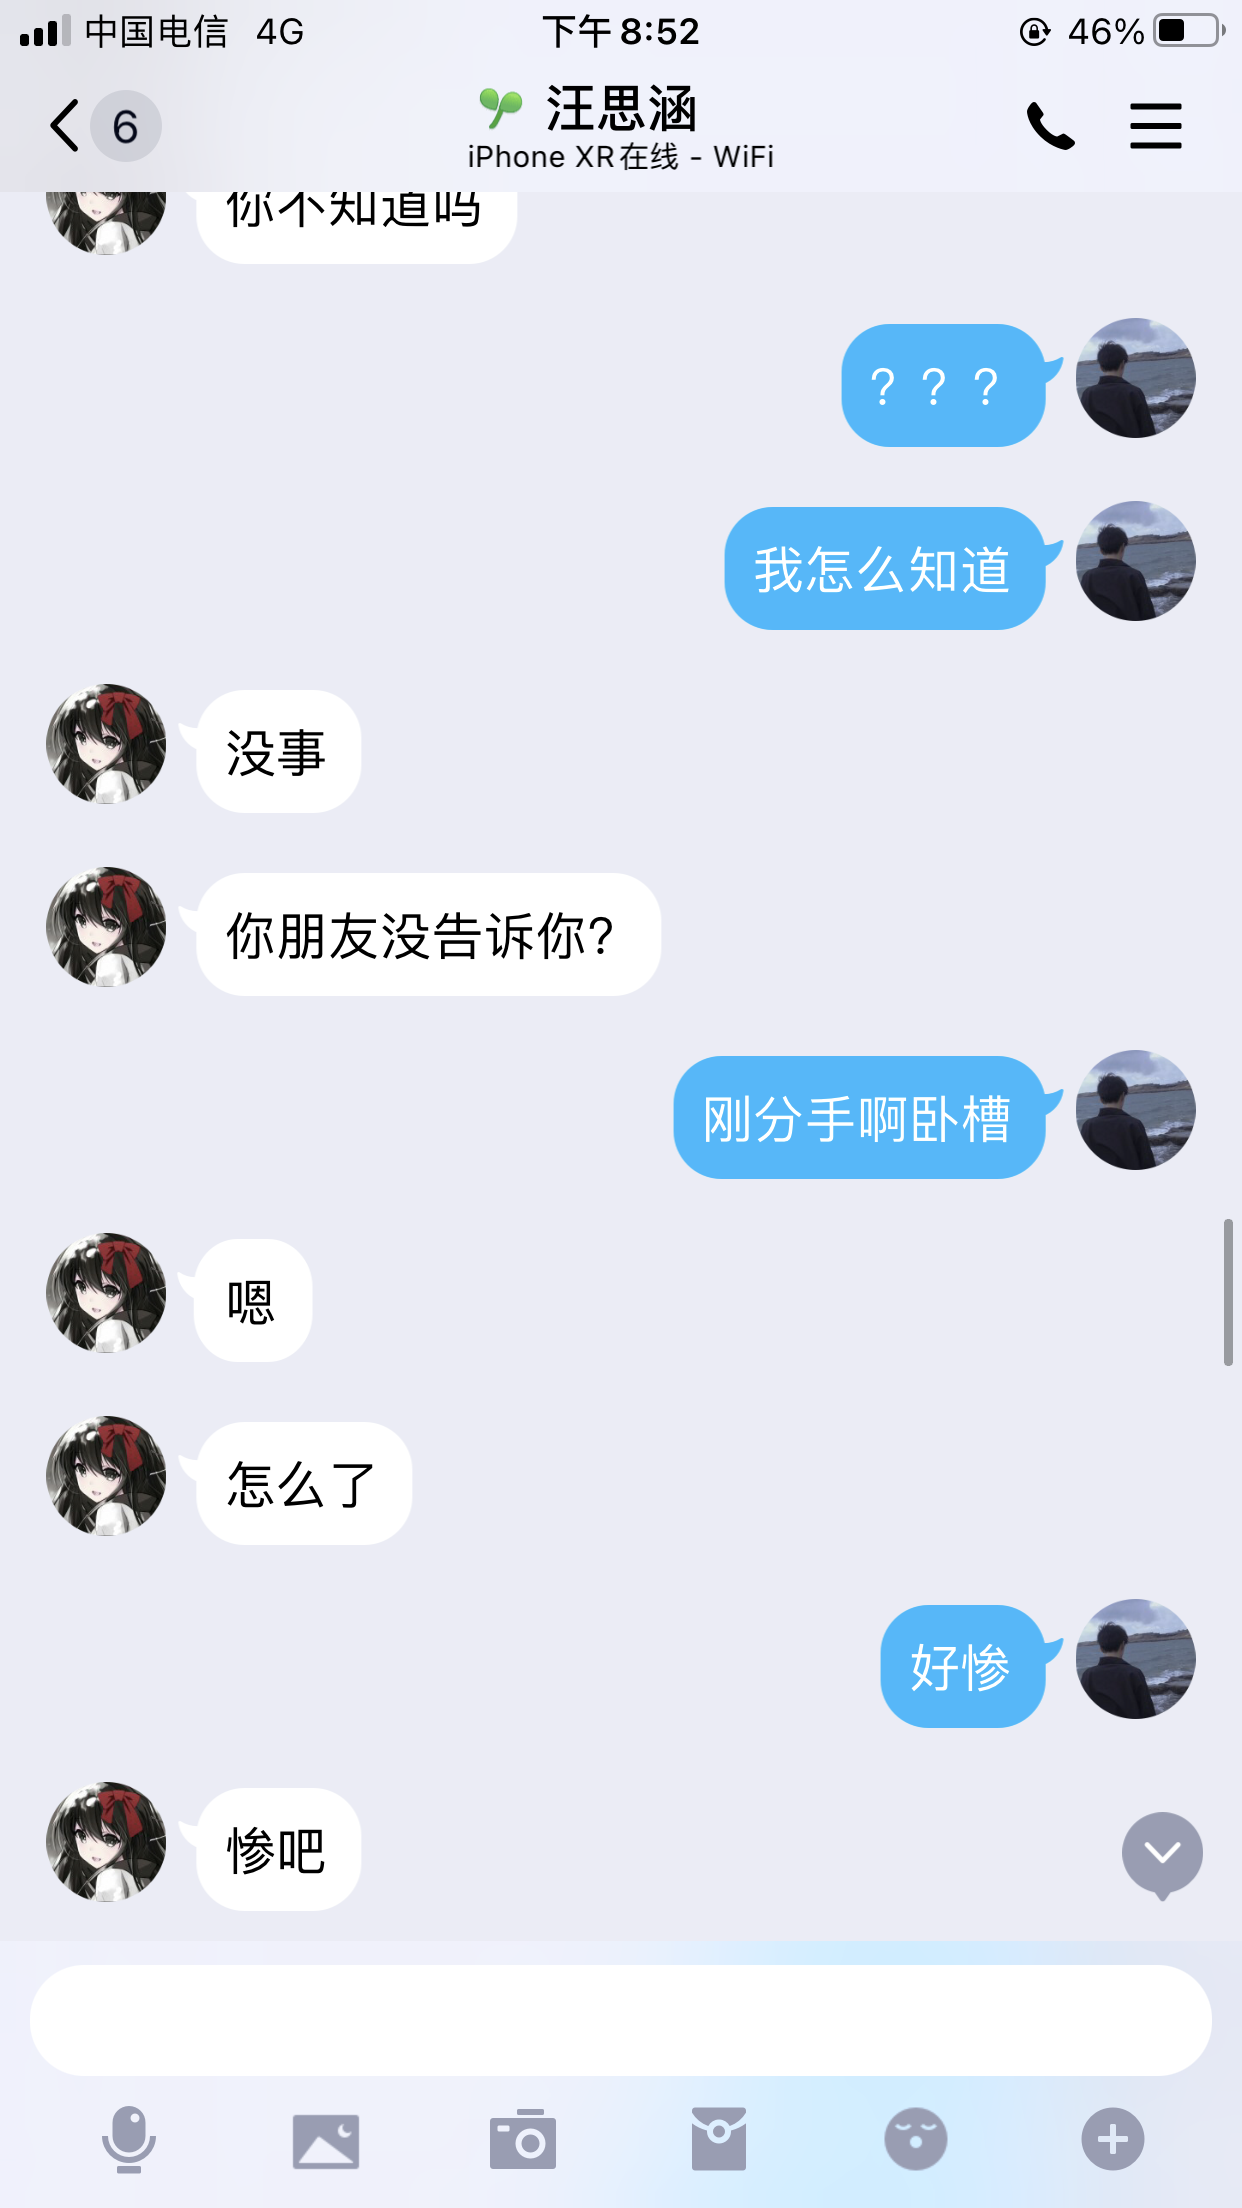 中国电信 4G 下午 8:52 46%
6 汪思涵
iPhone XR在线 - WiFi
你不知道吗
？？？
我怎么知道
没事
你朋友没告诉你?
刚分手啊卧槽
嗯
怎么了
好惨
惨吧